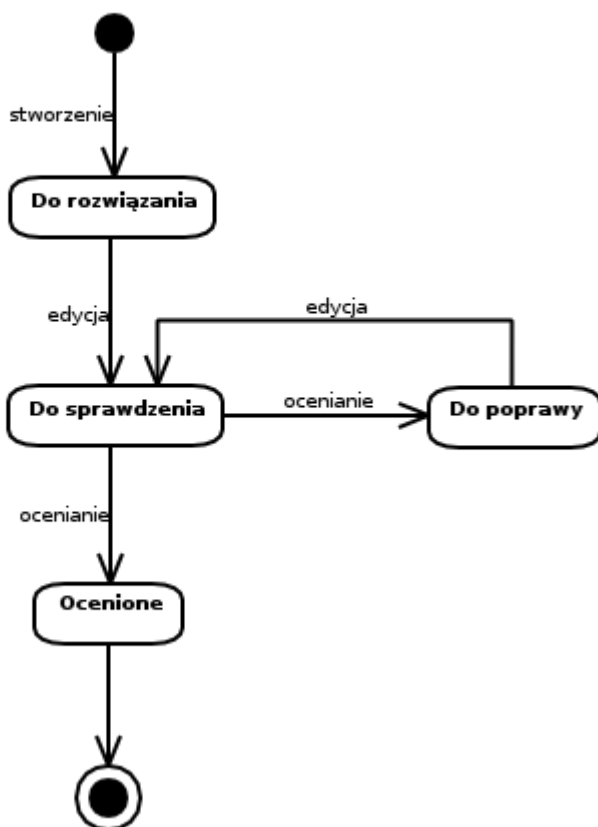 stworzenie
Do rozwiązania
edycja
edycja
Do sprawdzenia
ocenianie
Do poprawy
ocenianie
Ocenione